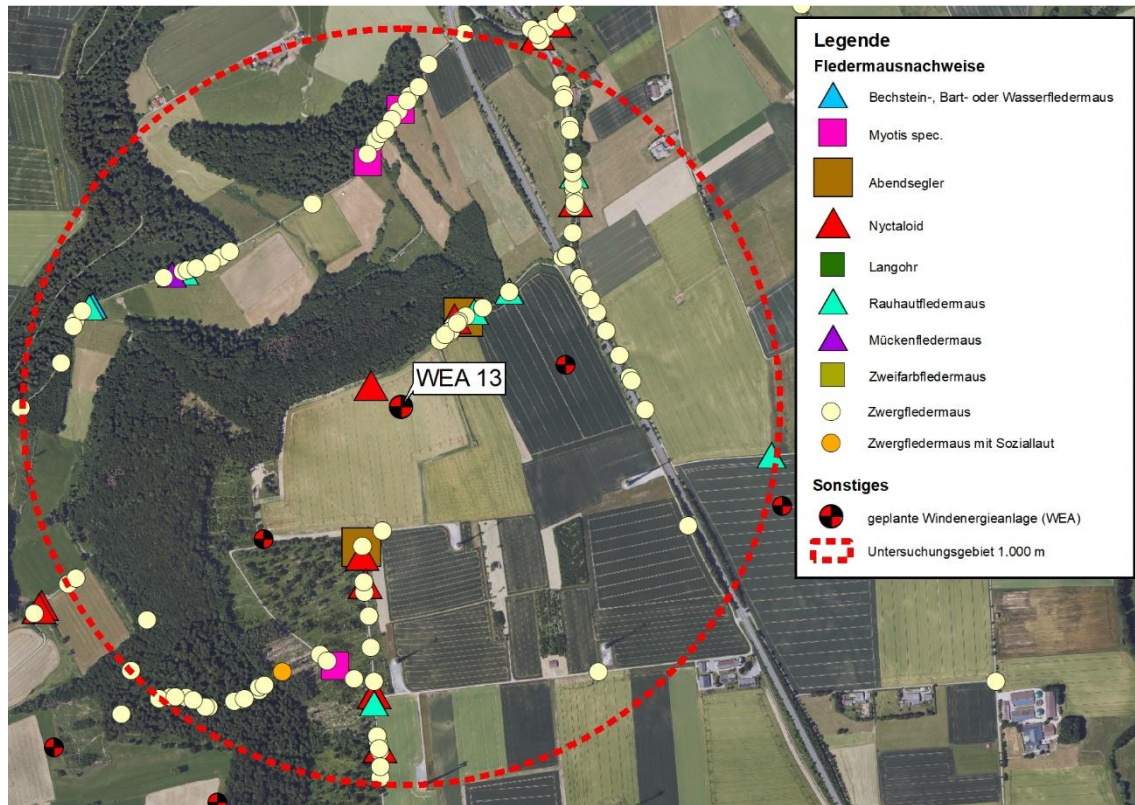 Legende
Fledermausnachweise
Bechstein-, Bart- oder Wasserfledermaus
Myotis spec.
Abendsegler
Nyctaloid
Langohr
Rauhautfledermaus
Mückenfledermaus
Zweifarbfledermaus
Zwergfledermaus
Zwergfledermaus mit Soziallaut
Sonstiges
geplante Windenergieanlage (WEA)
Untersuchungsgebiet 1.000 m
WEA 13